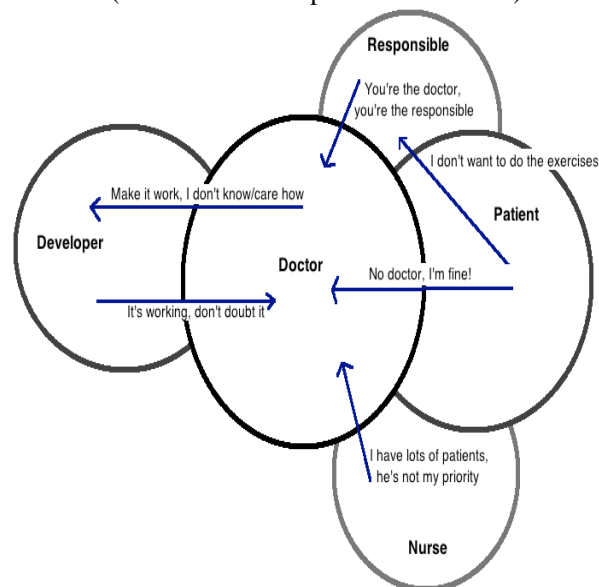 Responsible
You're the doctor,
you're the responsible
I don't want to do the exercises
Make it work, I don't know/care how
Patient
Developer
Doctor
No doctor, I'm fine!
It's working, don't doubt it
I have lots of patients,
he's not my priority
Nurse